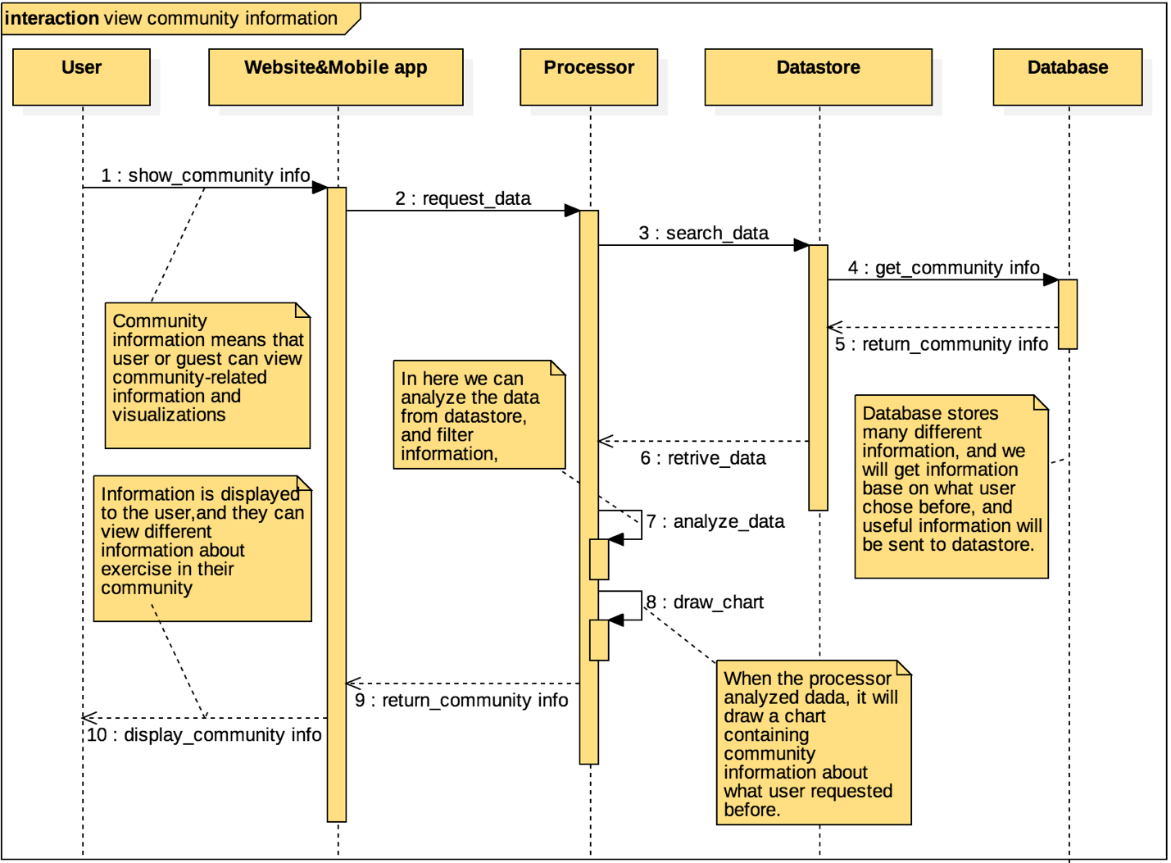 interaction view community information
User
Website&Mobile app
Processor
Datastore
Database
1 : show_community info
2 : request_data
3 : search_data
4 : get_community info
5 : return_community info
Community
information means that
user or guest can view
community-related
information and
visualizations
In here we can
analyze the data
from datastore,
and filter
information,
Database stores
many different
information, and we
will get information
base on what user
chose before, and
useful information will
be sent to datastore.
6 : retrive_data
Information is displayed
to the user,and they can
view different
information about
exercise in their
community
7 : analyze_data
8 : draw_chart
When the processor
analyzed dada, it will
draw a chart
containing
community
information about
what user requested
before.
9 : return_community info
10 : display_community info